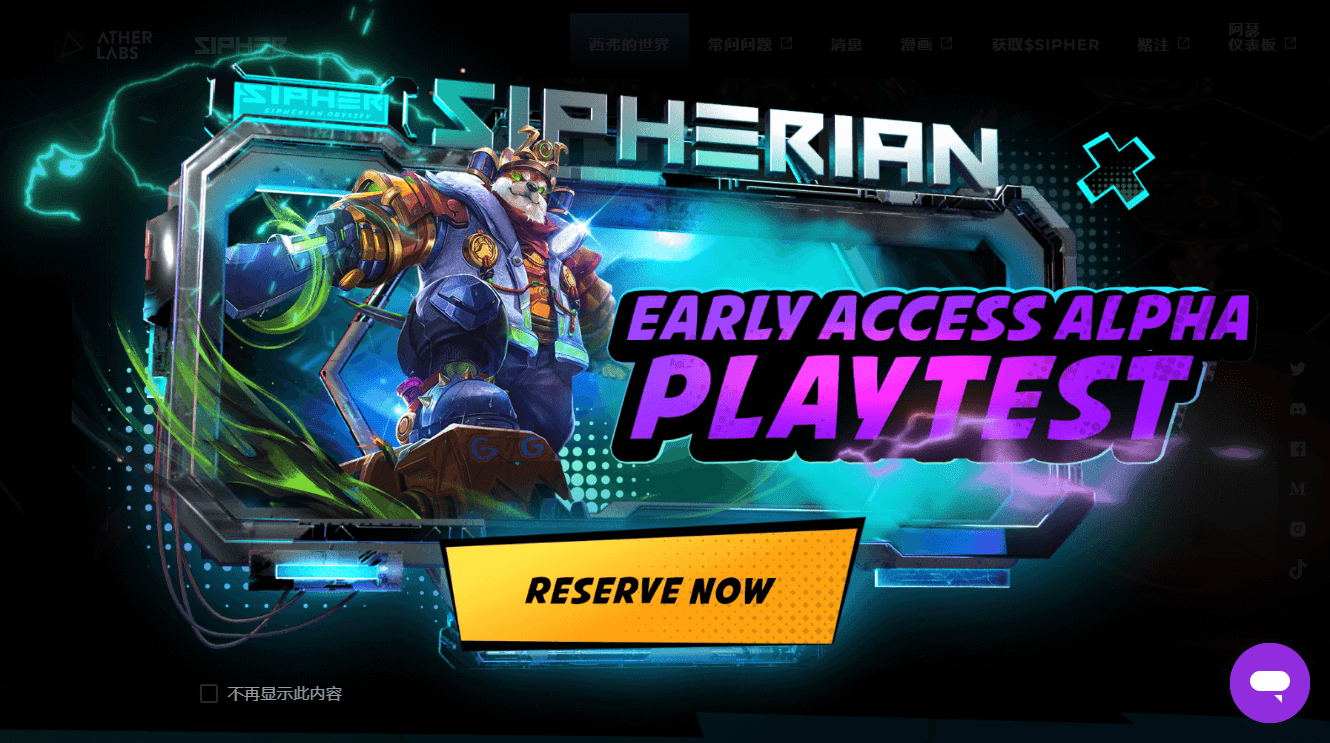 ATHER
LABS
SIPHER
西弗的世界
常问问题
消息
漫画
获取$SIPHER
赌注
阿瑟
仪表板
SIPHER
SIPHERIAN ODYSSEY
SIPHERIAN
EARLY ACCESS ALPHA
PLAYTEST
G G
RESERVE NOW
不再显示此内容